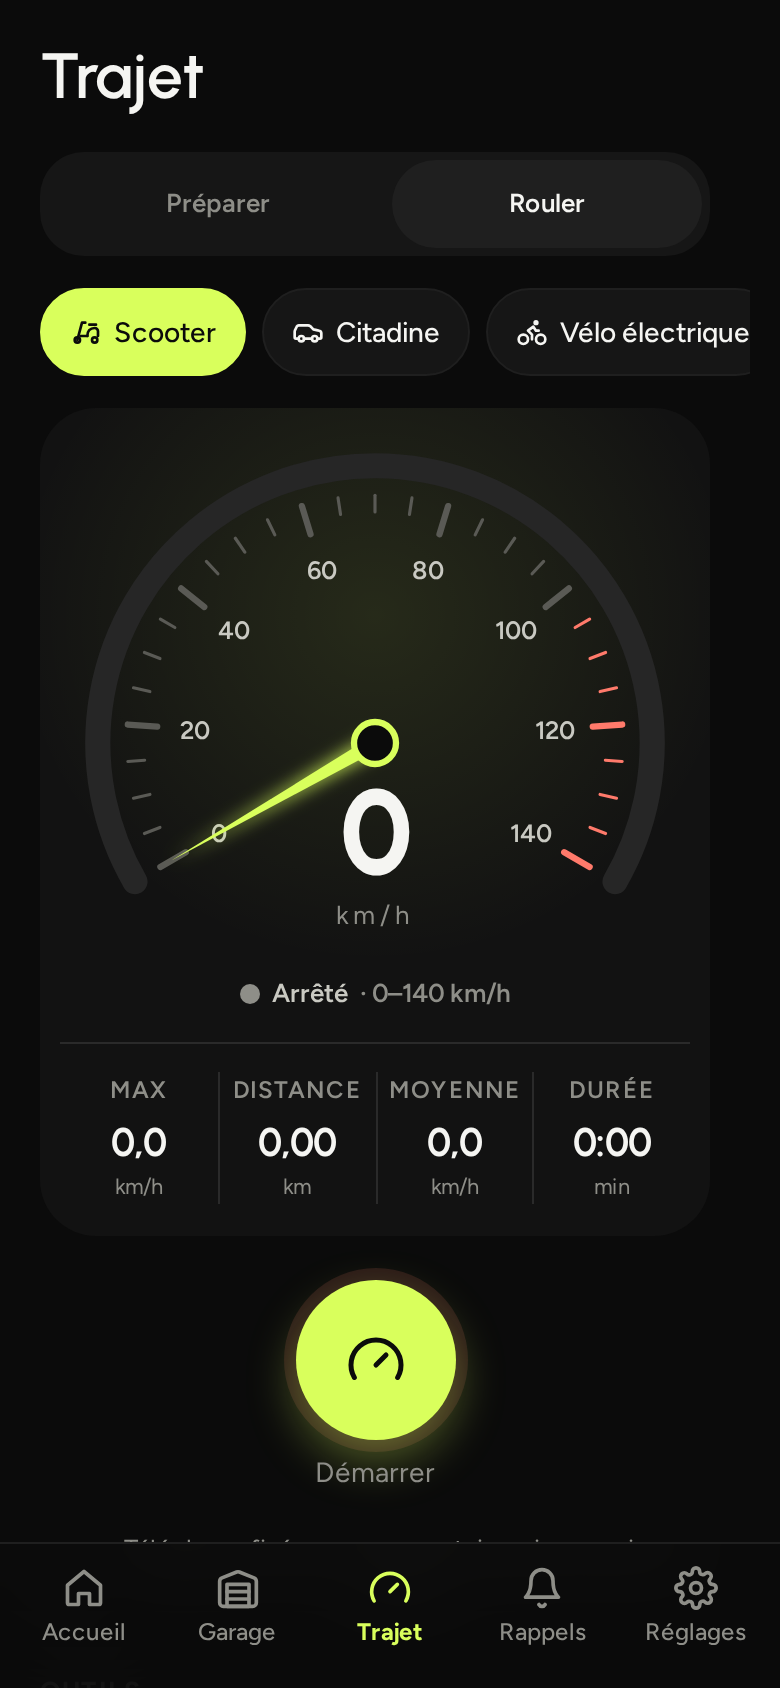 Trajet
Préparer Rouler
Scooter Citadine Vélo électrique
60 80
40 100
20 120
0 0 140
km/h
Arrêté · 0–140 km/h
MAX DISTANCE MOYENNE DURÉE
0,0 0,00 0,0 0:00
km/h km km/h min
Démarrer
Accueil Garage Trajet Rappels Réglages